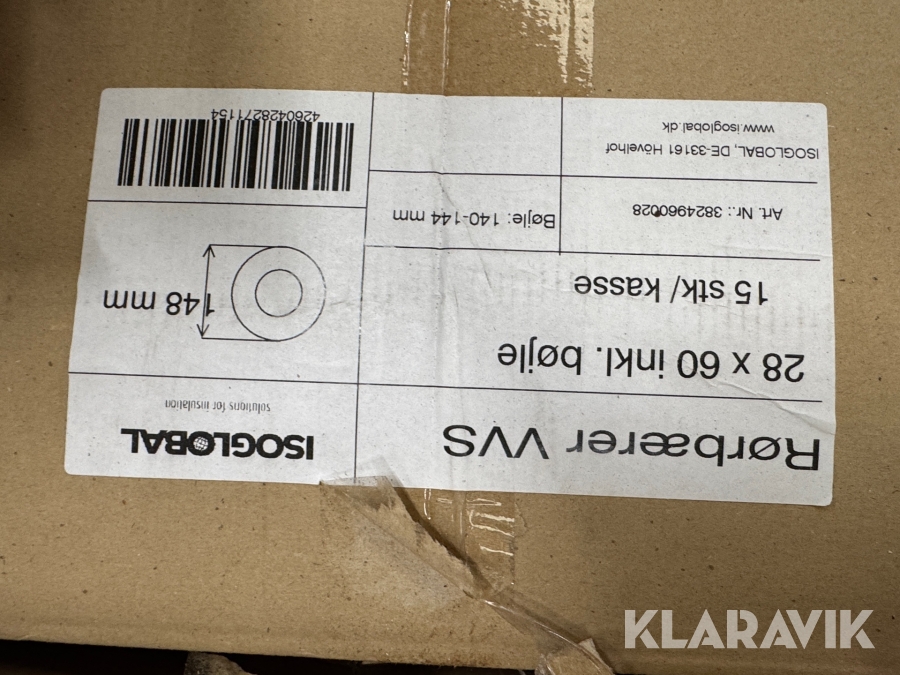 Rørbærer VVS
ISOGLOBAL
solutions for insulation
28 x 60 inkl. bøjle
15 stk/ kasse
148 mm
Art. Nr.: 3824960028
Bøjle: 140-144 mm
ISOGLOBAL, DE-33161 Hövelhof
www.isoglobal.dk
4260428271154
KLARAVIK